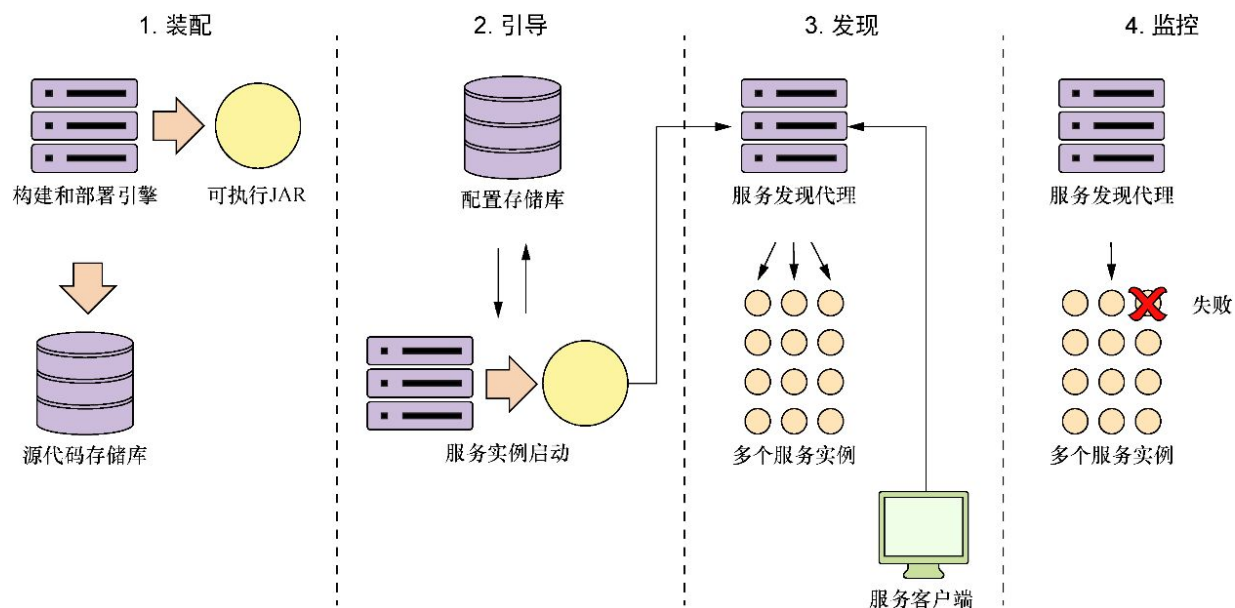 1. 装配
构建和部署引擎
可执行JAR
源代码存储库
2. 引导
配置存储库
服务实例启动
3. 发现
服务发现代理
多个服务实例
服务客户端
4. 监控
服务发现代理
失败
多个服务实例